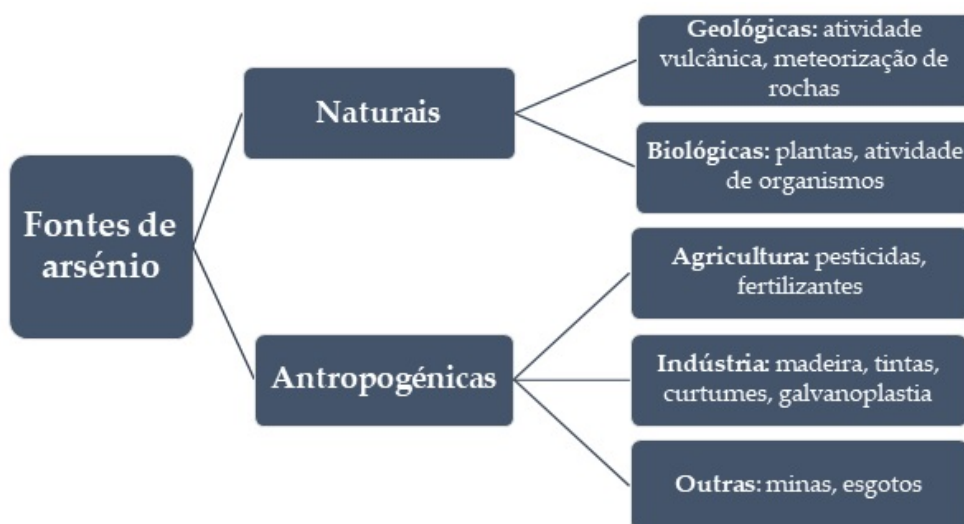 Fontes de
arsénio
Naturais
Geológicas: atividade
vulcânica, meteorização de
rochas
Biológicas: plantas, atividade
de organismos
Antropogénicas
Agricultura: pesticidas,
fertilizantes
Indústria: madeira, tintas,
curtumes, galvanoplastia
Outras: minas, esgotos